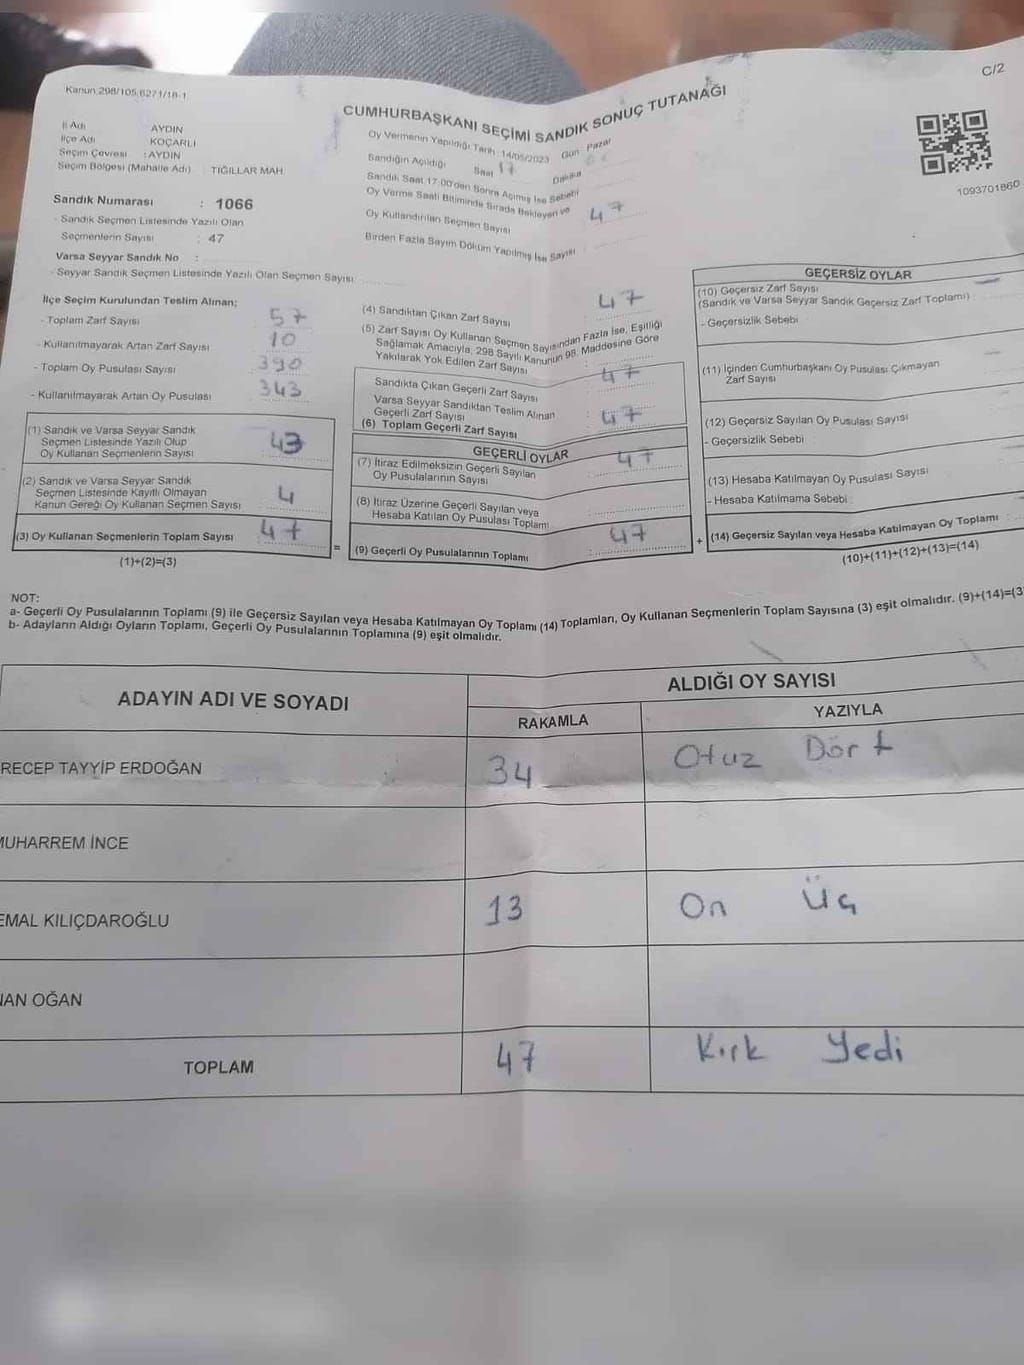 Kanun 298/105,6271/18-1
C/2
CUMHURBAŞKANI SEÇİMİ SANDIK SONUÇ TUTANAĞI
İl Adı : AYDIN
İlçe Adı : KOÇARLI
Seçim Çevresi : AYDIN
Seçim Bölgesi (Mahalle Adı) : TIĞILLAR MAH
Sandık Numarası : 1066
- Sandık Seçmen Listesinde Yazılı Olan
Seçmenlerin Sayısı : 47
Varsa Seyyar Sandık No :
- Seyyar Sandık Seçmen Listesinde Yazılı Olan Seçmen Sayısı
Oy Vermenin Yapıldığı Tarih : 14/05/2023 Gün Pazar
Sandığın Açıldığı Saat 17 Dakika
Sandık Saat 17:00'den Sonra Açılmış İse Sebebi
Oy Verme Saati Bitiminde Sırada Bekleyen ve
Oy Kullandırılan Seçmen Sayısı 47
Birden Fazla Sayım Döküm Yapılmış İse Sayısı
1093701860
İlçe Seçim Kurulundan Teslim Alınan;
- Toplam Zarf Sayısı 57
- Kullanılmayarak Artan Zarf Sayısı 10
- Toplam Oy Pusulası Sayısı 390
- Kullanılmayarak Artan Oy Pusulası 343
(1) Sandık ve Varsa Seyyar Sandık
Seçmen Listesinde Yazılı Olup
Oy Kullanan Seçmenlerin Sayısı 43
(2) Sandık ve Varsa Seyyar Sandık
Seçmen Listesinde Kayıtlı Olmayan
Kanun Gereği Oy Kullanan Seçmen Sayısı 4
(3) Oy Kullanan Seçmenlerin Toplam Sayısı 47
(1)+(2)=(3)
(4) Sandıktan Çıkan Zarf Sayısı 47
(5) Zarf Sayısı Oy Kullanan Seçmen Sayısından Fazla İse, Eşitliği
Sağlamak Amacıyla, 298 Sayılı Kanunun 98. Maddesine Göre
Yakılarak Yok Edilen Zarf Sayısı
Sandıkta Çıkan Geçerli Zarf Sayısı 47
Varsa Seyyar Sandıktan Teslim Alınan
Geçerli Zarf Sayısı
(6) Toplam Geçerli Zarf Sayısı : 47
GEÇERLİ OYLAR
(7) İtiraz Edilmeksizin Geçerli Sayılan
Oy Pusulalarının Sayısı 47
(8) İtiraz Üzerine Geçerli Sayılan veya
Hesaba Katılan Oy Pusulası Toplamı
= (9) Geçerli Oy Pusulalarının Toplamı : 47
GEÇERSİZ OYLAR
(10) Geçersiz Zarf Sayısı
(Sandık ve Varsa Seyyar Sandık Geçersiz Zarf Toplamı) :
- Geçersizlik Sebebi
(11) İçinden Cumhurbaşkanı Oy Pusulası Çıkmayan
Zarf Sayısı
(12) Geçersiz Sayılan Oy Pusulası Sayısı
- Geçersizlik Sebebi
(13) Hesaba Katılmayan Oy Pusulası Sayısı
- Hesaba Katılmama Sebebi
+ (14) Geçersiz Sayılan veya Hesaba Katılmayan Oy Toplamı :
(10)+(11)+(12)+(13)=(14)
NOT:
a- Geçerli Oy Pusulalarının Toplamı (9) ile Geçersiz Sayılan veya Hesaba Katılmayan Oy Toplamı (14) Toplamları, Oy Kullanan Seçmenlerin Toplam Sayısına (3) eşit olmalıdır. (9)+(14)=(3
b- Adayların Aldığı Oyların Toplamı, Geçerli Oy Pusulalarının Toplamına (9) eşit olmalıdır.
ADAYIN ADI VE SOYADI
ALDIĞI OY SAYISI
RAKAMLA
YAZIYLA
RECEP TAYYİP ERDOĞAN 34 Otuz Dört
MUHARREM İNCE
EMAL KILIÇDAROĞLU 13 On Üç
NAN OĞAN
TOPLAM 47 Kırk Yedi